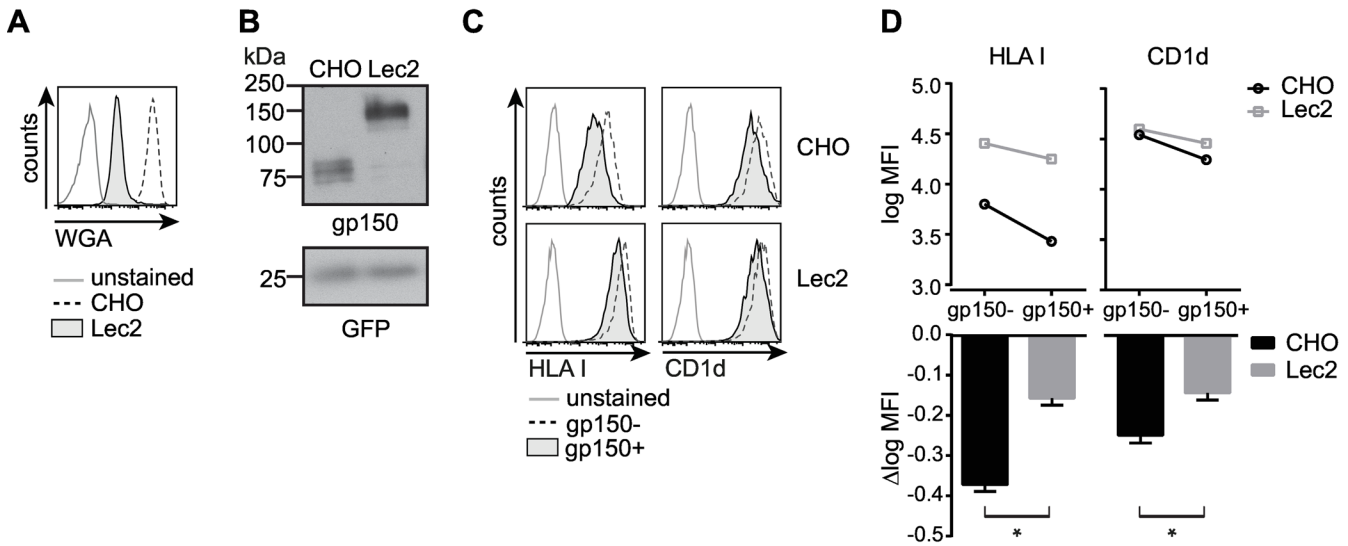 A
counts
WGA
unstained
CHO
Lec2
B
kDa
CHO Lec2
250
150
100
75
gp150
25
GFP
C
counts
CHO
Lec2
HLA I
CD1d
unstained
gp150-
gp150+
D
HLA I
CD1d
CHO
Lec2
log MFI
5.0
4.5
4.0
3.5
3.0
gp150- gp150+
gp150- gp150+
Δlog MFI
0.0
-0.1
-0.2
-0.3
-0.4
-0.5
CHO
Lec2
*
*